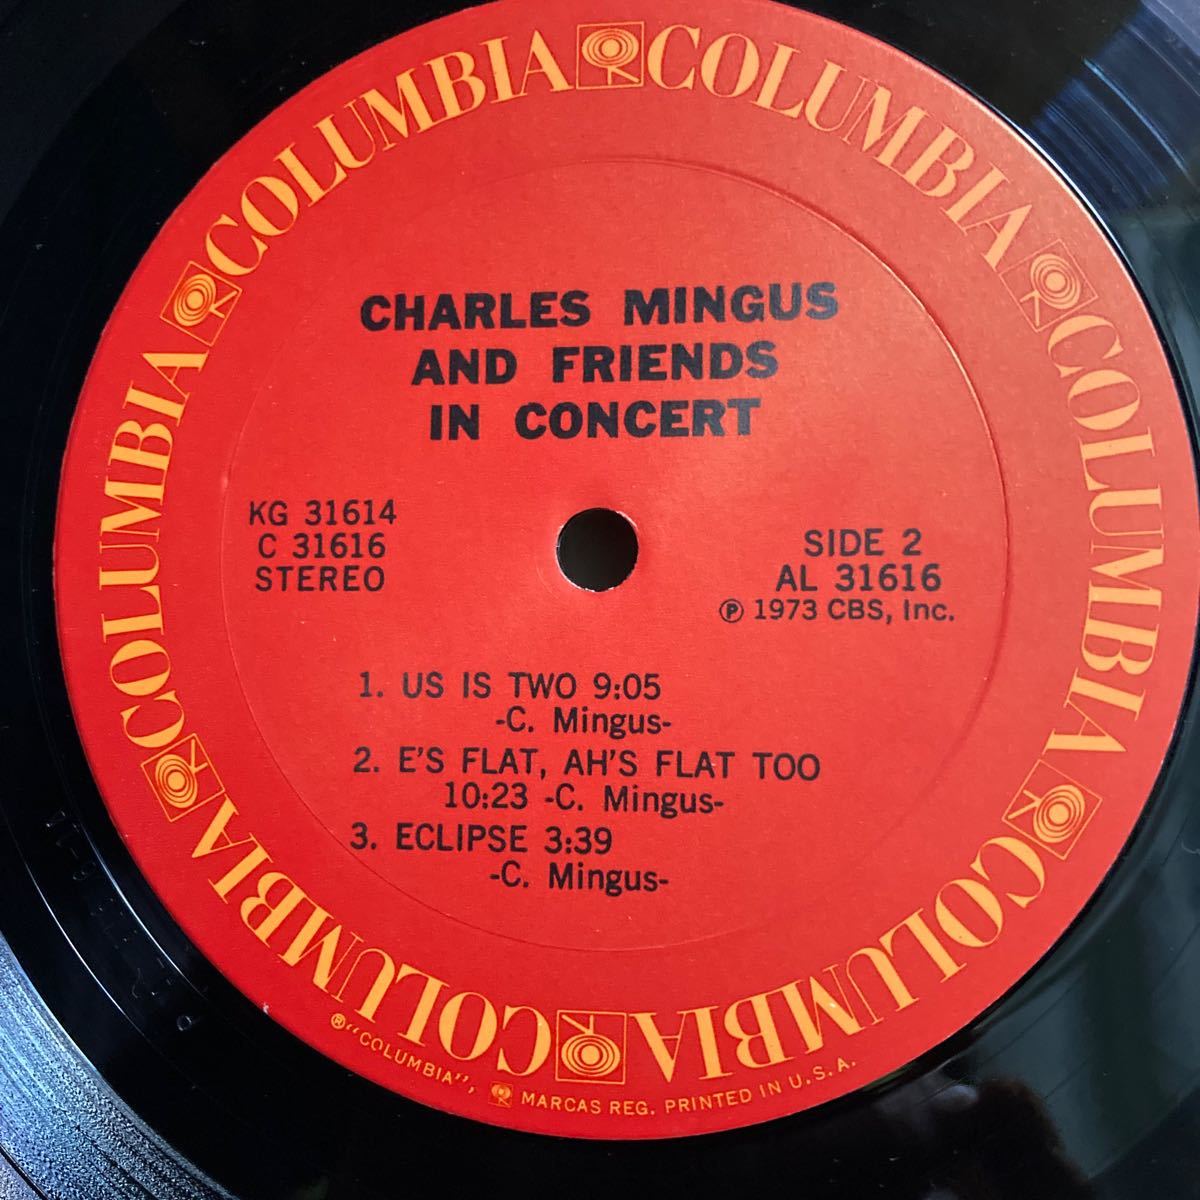 COLUMBIA COLUMBIA COLUMBIA COLUMBIA COLUMBIA COLUMBIA
CHARLES MINGUS
AND FRIENDS
IN CONCERT
KG 31614
C 31616
STEREO
SIDE 2
AL 31616
Ⓟ 1973 CBS, Inc.
1. US IS TWO 9:05
-C. Mingus-
2. E'S FLAT, AH'S FLAT TOO
10:23 -C. Mingus-
3. ECLIPSE 3:39
-C. Mingus-
®"COLUMBIA", MARCAS REG. PRINTED IN U.S.A.